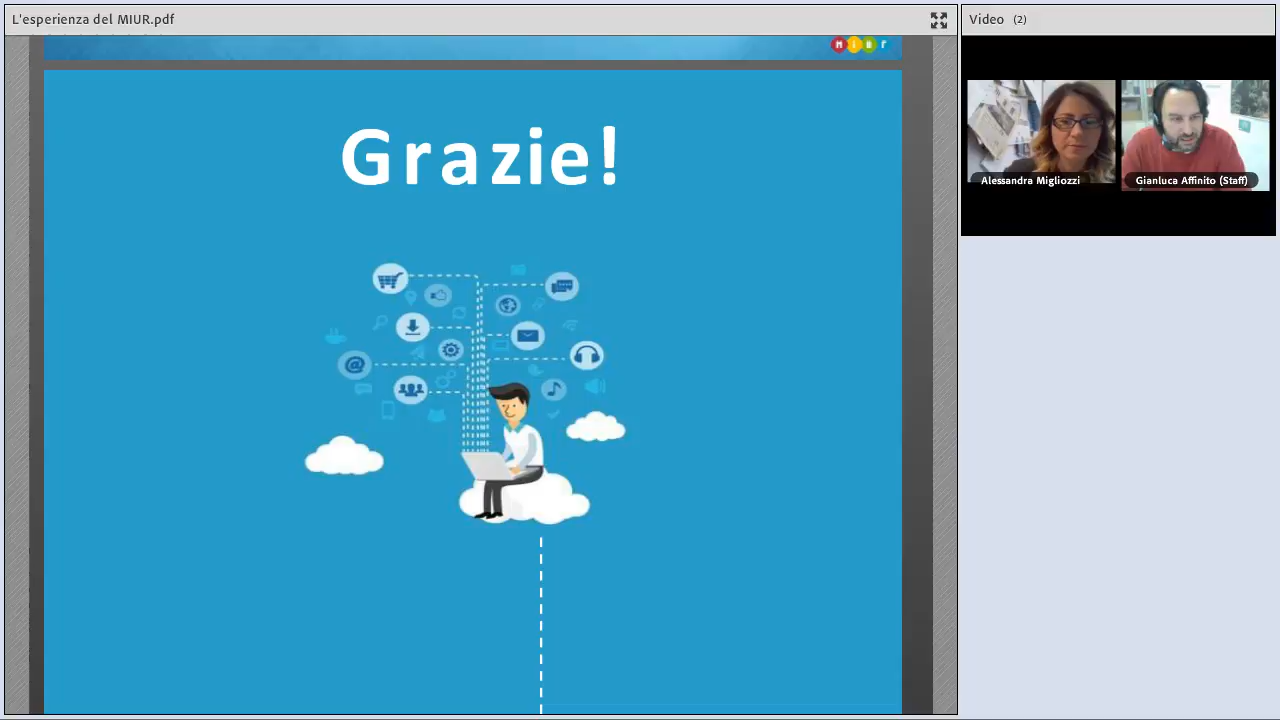 L'esperienza del MIUR.pdf
Video (2)
M I U r
Alessandra Migliozzi
Gianluca Affinito (Staff)
Grazie!
@